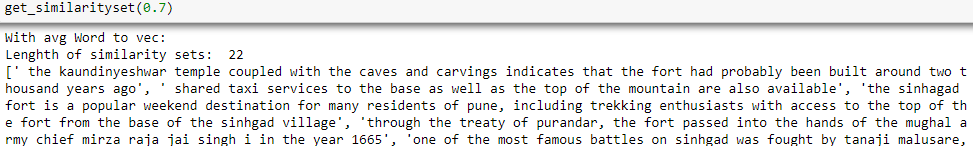 get_similarityset(0.7)
With avg Word to vec:
Lenghth of similarity sets:  22
[' the kaundinyeshwar temple coupled with the caves and carvings indicates that the fort had probably been built around two t
housand years ago', ' shared taxi services to the base as well as the top of the mountain are also available', 'the sinhagad
fort is a popular weekend destination for many residents of pune, including trekking enthusiasts with access to the top of th
e fort from the base of the sinhgad village', 'through the treaty of purandar, the fort passed into the hands of the mughal a
rmy chief mirza raja jai singh i in the year 1665', 'one of the most famous battles on sinhgad was fought by tanaji malusare,